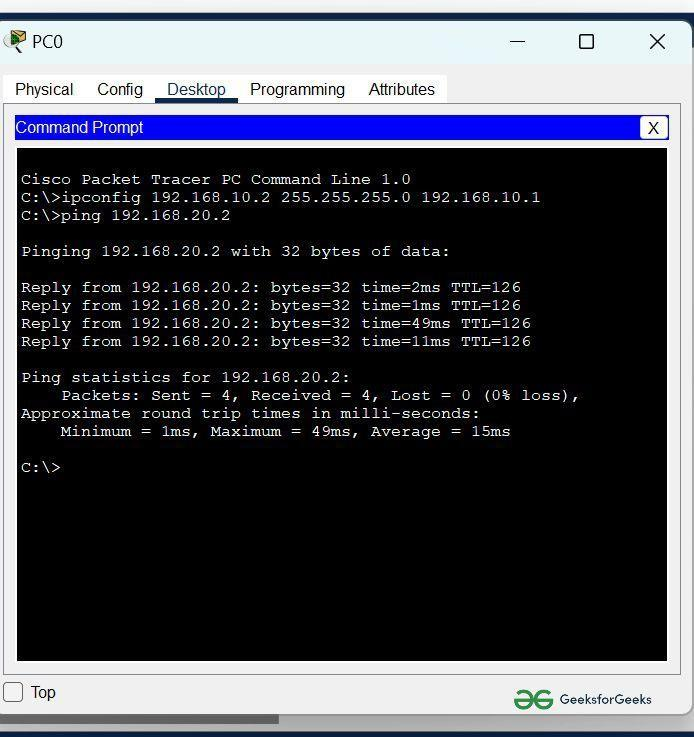 PC0
Physical Config Desktop Programming Attributes
Command Prompt X
Cisco Packet Tracer PC Command Line 1.0
C:\>ipconfig 192.168.10.2 255.255.255.0 192.168.10.1
C:\>ping 192.168.20.2
Pinging 192.168.20.2 with 32 bytes of data:
Reply from 192.168.20.2: bytes=32 time=2ms TTL=126
Reply from 192.168.20.2: bytes=32 time=1ms TTL=126
Reply from 192.168.20.2: bytes=32 time=49ms TTL=126
Reply from 192.168.20.2: bytes=32 time=11ms TTL=126
Ping statistics for 192.168.20.2:
Packets: Sent = 4, Received = 4, Lost = 0 (0% loss),
Approximate round trip times in milli-seconds:
Minimum = 1ms, Maximum = 49ms, Average = 15ms
C:\>
Top
GeeksforGeeks